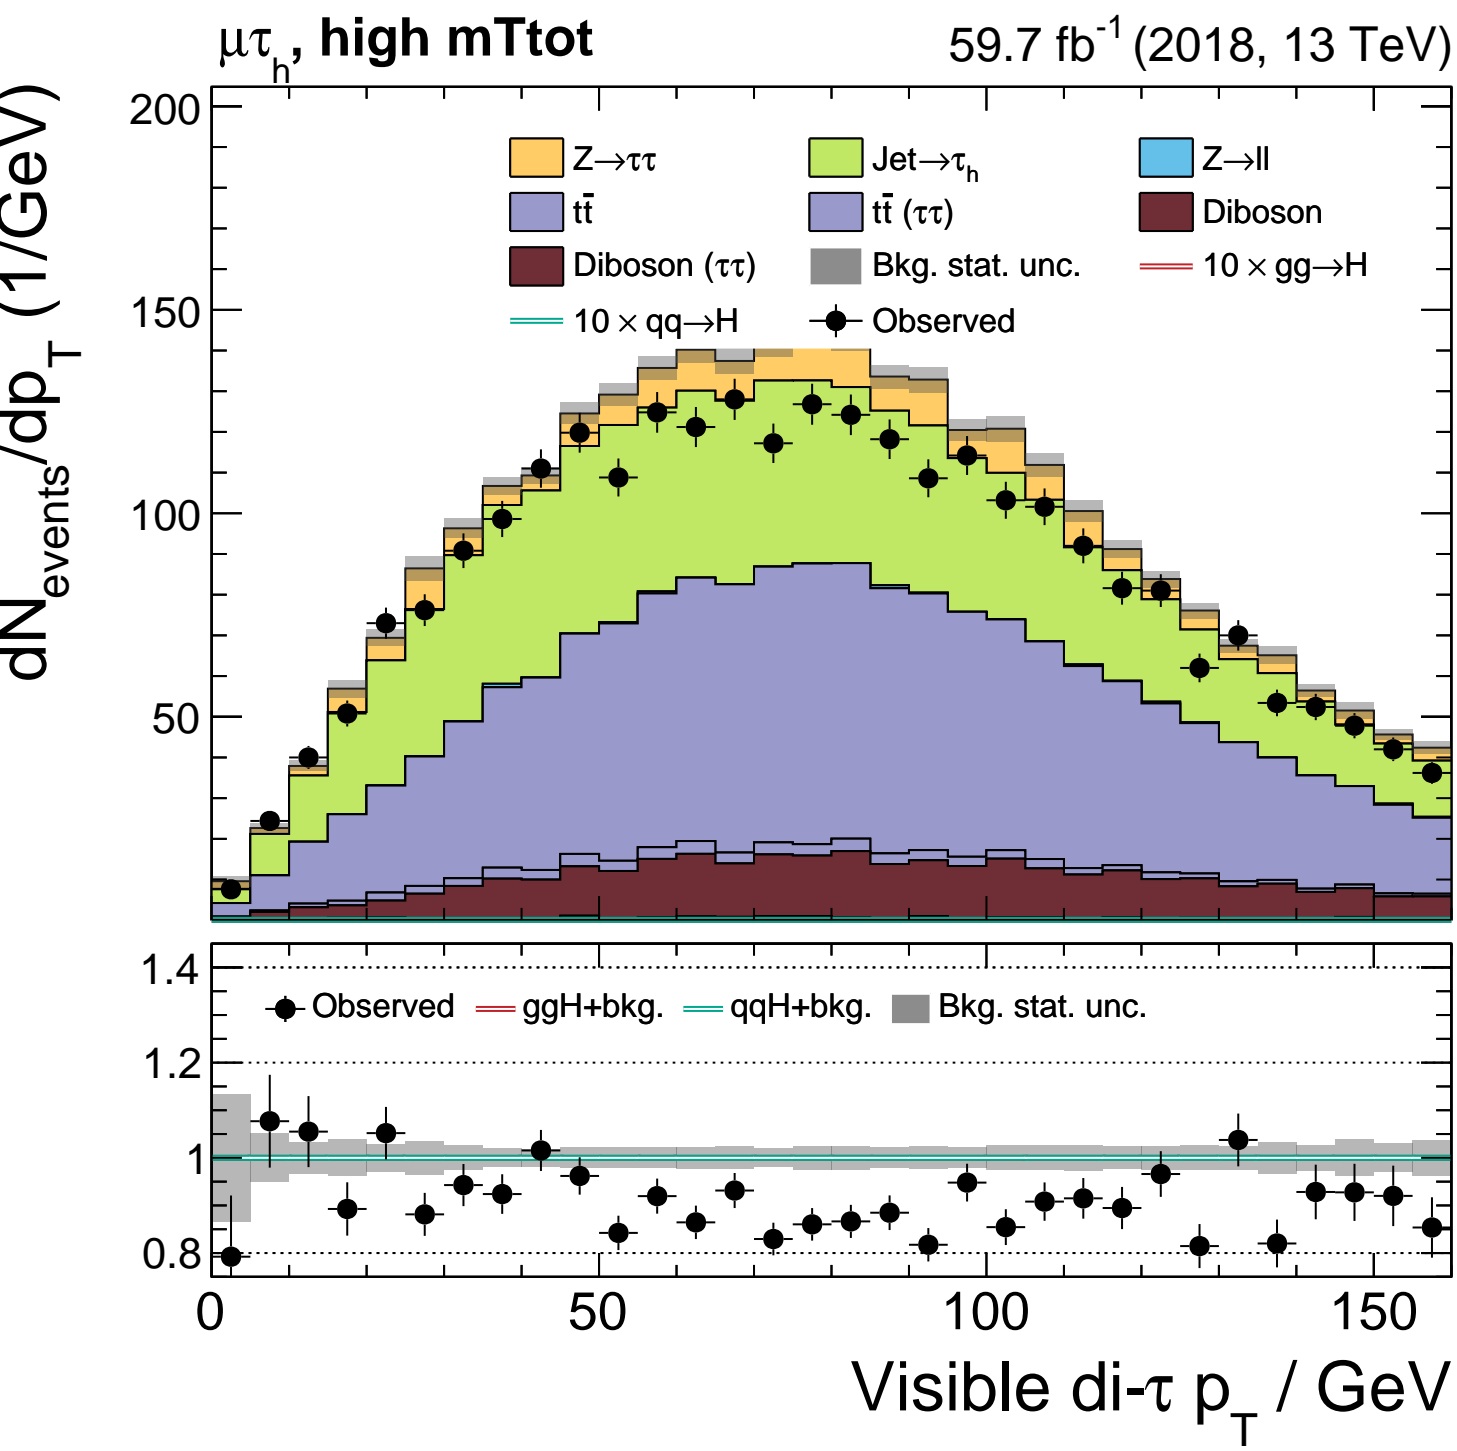 μτh, high mTtot 59.7 fb-1 (2018, 13 TeV)
dNevents/dpT (1/GeV)
200
150
100
50
Z→ττ Jet→τh Z→ll
tt̄ tt̄ (ττ) Diboson
Diboson (ττ) Bkg. stat. unc. 10 × gg→H
10 × qq→H Observed
1.4
1.2
1
0.8
Observed ggH+bkg. qqH+bkg. Bkg. stat. unc.
0 50 100 150
Visible di-τ pT / GeV